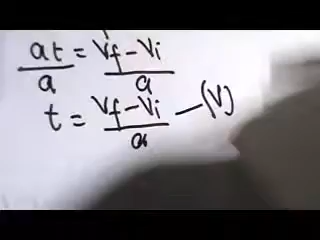 at/a = Vf-Vi/a
t = Vf-Vi/a —(V)